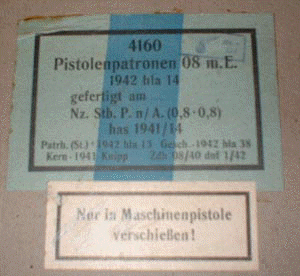 4160
Pistolenpatronen 08 m.E.
1942 hla 14
gefertigt am
Nz. Stb. P. n/A. (0,8·0,8)
has 1941/14
Patrh. (St.): 1942 hla 13 Gesch.-1942 hla 38
Kern-1941 Knipp Zdh 08/40 dnf 1/42
Nur in Maschinenpistole
verschießen!